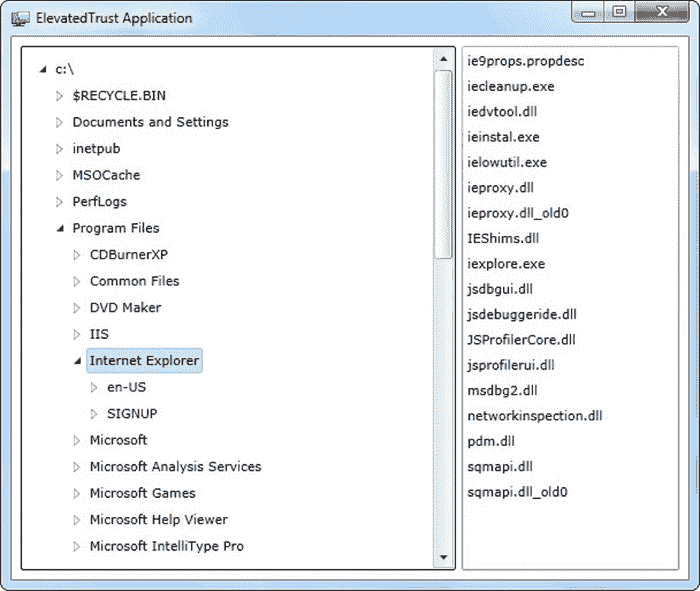 ElevatedTrust Application
c:\
$RECYCLE.BIN
Documents and Settings
inetpub
MSOCache
PerfLogs
Program Files
CDBurnerXP
Common Files
DVD Maker
IIS
Internet Explorer
en-US
SIGNUP
Microsoft
Microsoft Analysis Services
Microsoft Games
Microsoft Help Viewer
Microsoft IntelliType Pro
ie9props.propdesc
iecleanup.exe
iedvtool.dll
ieinstal.exe
ielowutil.exe
ieproxy.dll
ieproxy.dll_old0
IEShims.dll
iexplore.exe
jsdbgui.dll
jsdebuggeride.dll
JSProfilerCore.dll
jsprofilerui.dll
msdbg2.dll
networkinspection.dll
pdm.dll
sqmapi.dll
sqmapi.dll_old0